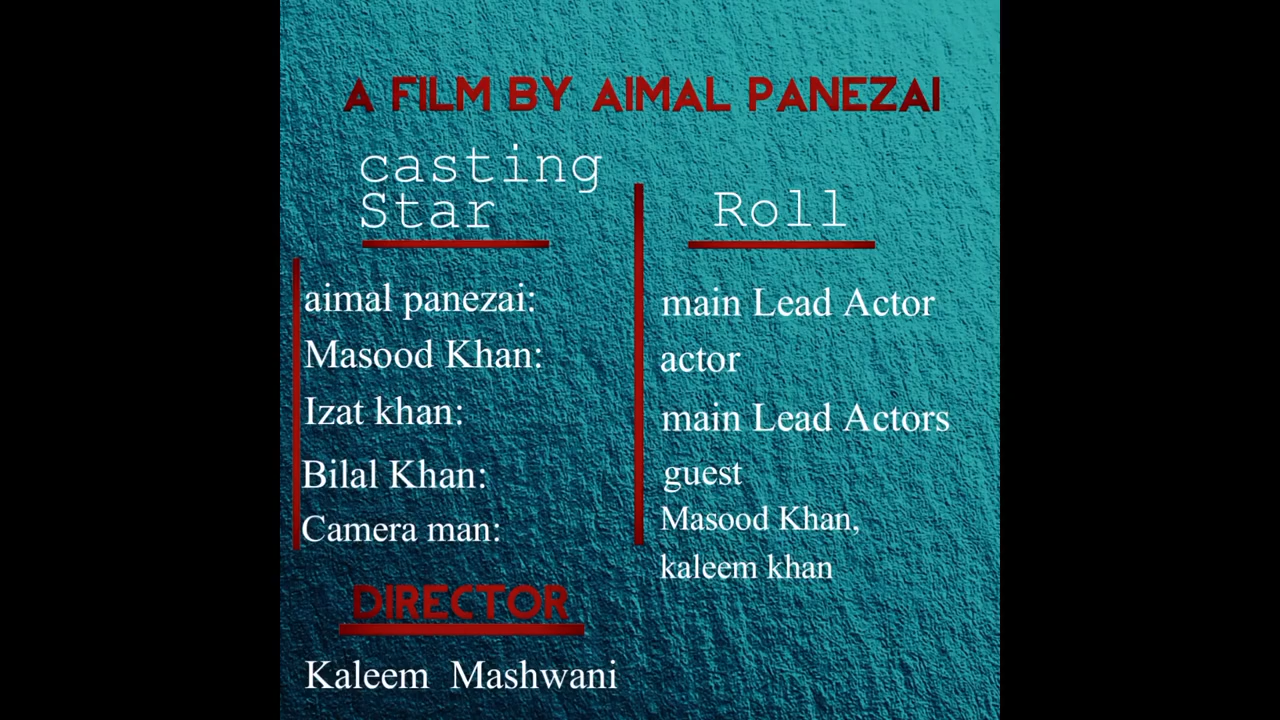 A FILM BY AIMAL PANEZAI
casting
Star
Roll
aimal panezai: main Lead Actor
Masood Khan: actor
Izat khan: main Lead Actors
Bilal Khan: guest
Camera man: Masood Khan,
kaleem khan
DIRECTOR
Kaleem Mashwani